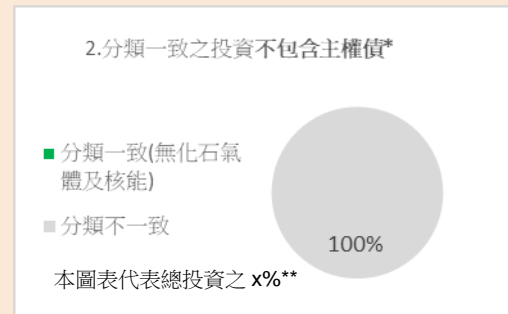 2.分類一致之投資不包含主權債*
分類一致(無化石氣
體及核能)
分類不一致
100%
本圖表代表總投資之 x%**